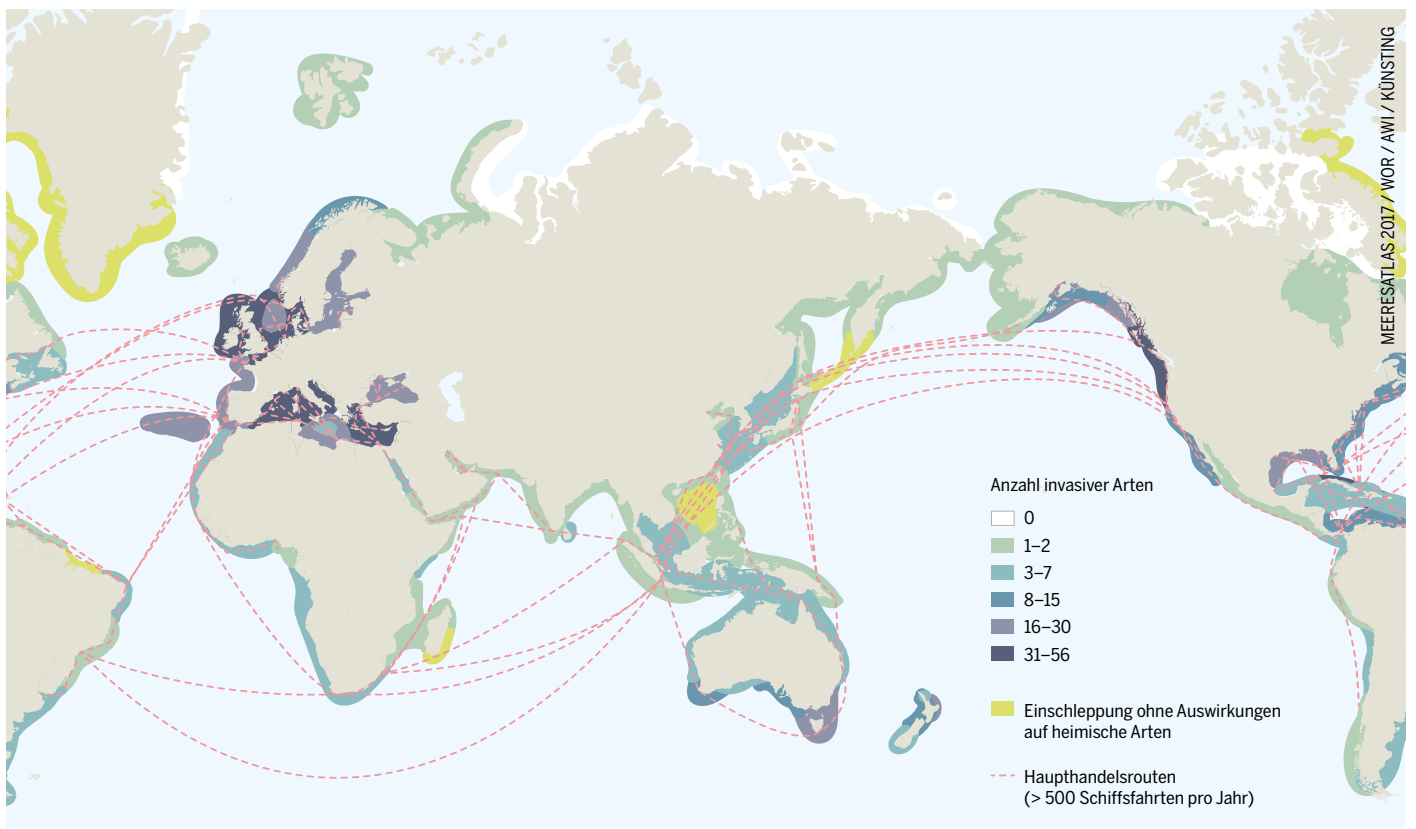 MEERESATLAS 2017 / WOR / AWI / KÜNSTING
Anzahl invasiver Arten
0
1–2
3–7
8–15
16–30
31–56
Einschleppung ohne Auswirkungen
auf heimische Arten
Haupthandelsrouten
(> 500 Schiffsfahrten pro Jahr)